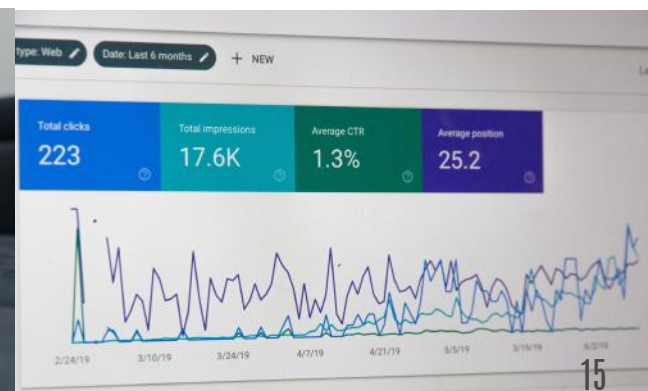 type: Web
Date: Last 6 months
+ NEW
La
Total clicks
223
Total impressions
17.6K
Average CTR
1.3%
Average position
25.2
2/24/19 3/10/19 3/24/19 4/7/19 4/21/19 5/5/19 5/19/19 6/2/19
15